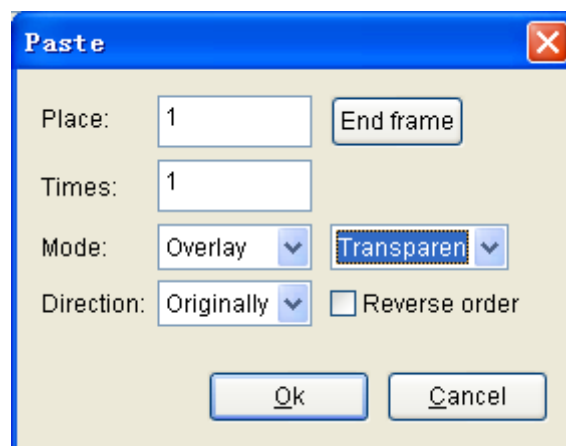 Paste
Place: 1 End frame
Times: 1
Mode: Overlay Transparen
Direction: Originally Reverse order
Ok Cancel